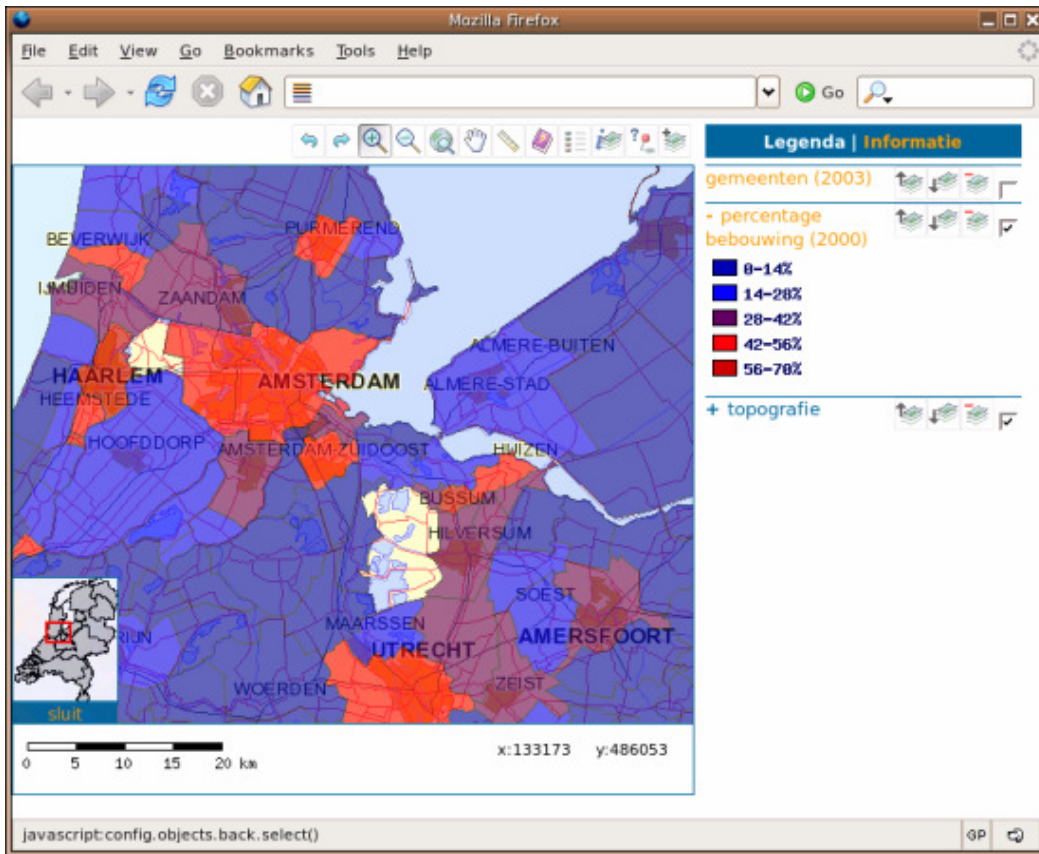 Mozilla Firefox
File Edit View Go Bookmarks Tools Help
Go
Legenda | Informatie
gemeenten (2003)
- percentage
bebouwing (2000)
0-14%
14-28%
28-42%
42-56%
56-70%
+ topografie
PURMEREND
BEVERWIJK
IJMUIDEN
ZAANDAM
ALMERE-BUITEN
HAARLEM
AMSTERDAM
ALMERE-STAD
HEEMSTEDE
HOOFDDORP
AMSTERDAM-ZUIDOOST
HUIZEN
BUSSUM
HILVERSUM
SOEST
MAARSSEN
RIJN
UTRECHT
AMERSFOORT
WOERDEN
ZEIST
sluit
0 5 10 15 20 km
x:133173 y:486053
javascript:config.objects.back.select()
GP